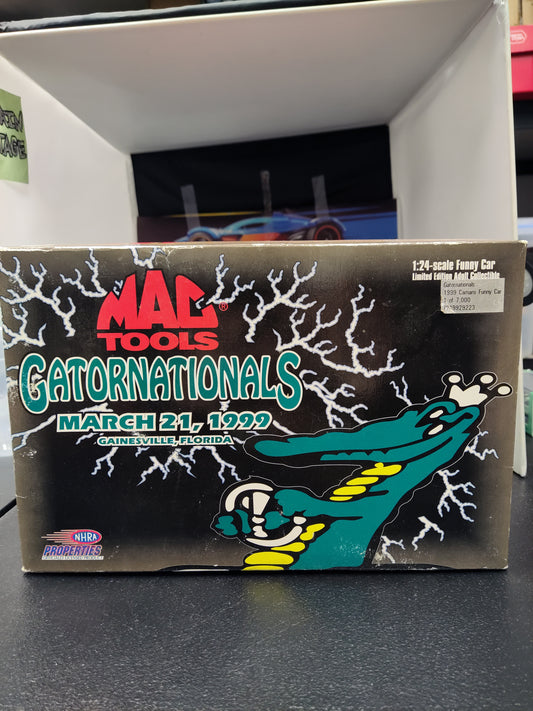 1:24-scale Funny Car
Limited Edition Adult Collectible
Gatornationals
1999 Camaro Funny Car
1 of 7,000
MAC
TOOLS
®
GATORNATIONALS
MARCH 21, 1999
GAINESVILLE, FLORIDA
NHRA
PROPERTIES